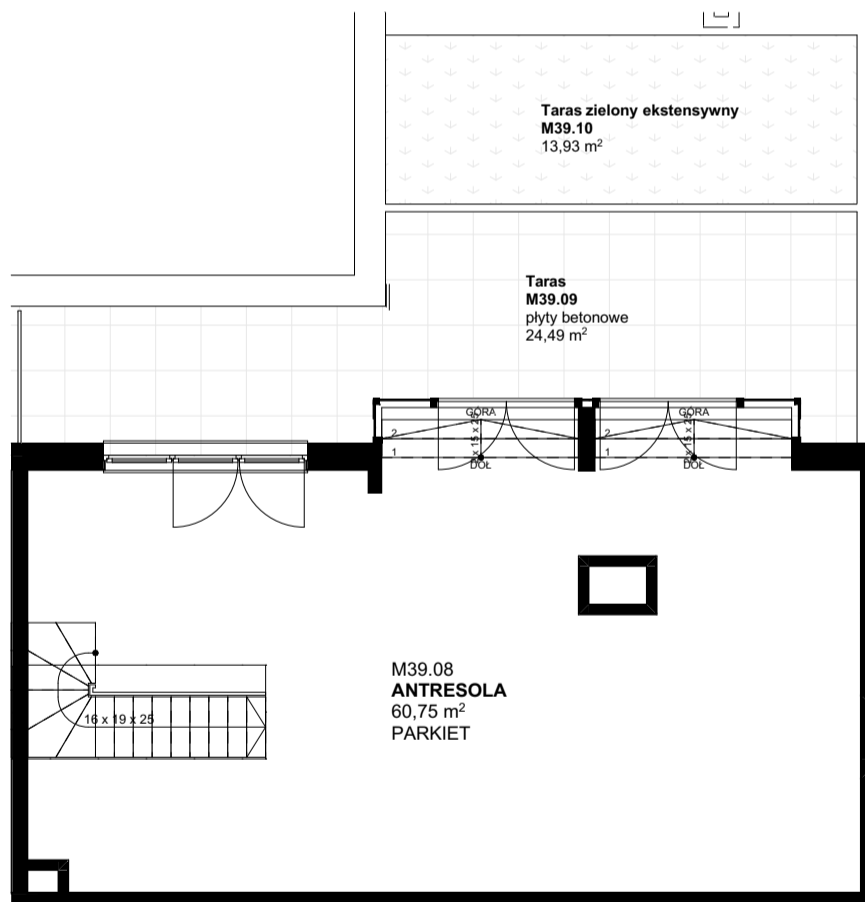 Taras zielony ekstensywny
M39.10
13,93 m²
Taras
M39.09
płyty betonowe
24,49 m²
GÓRA
GÓRA
2
2
1
1
DÓŁ
DÓŁ
16 x 19 x 25
M39.08
ANTRESOLA
60,75 m²
PARKIET